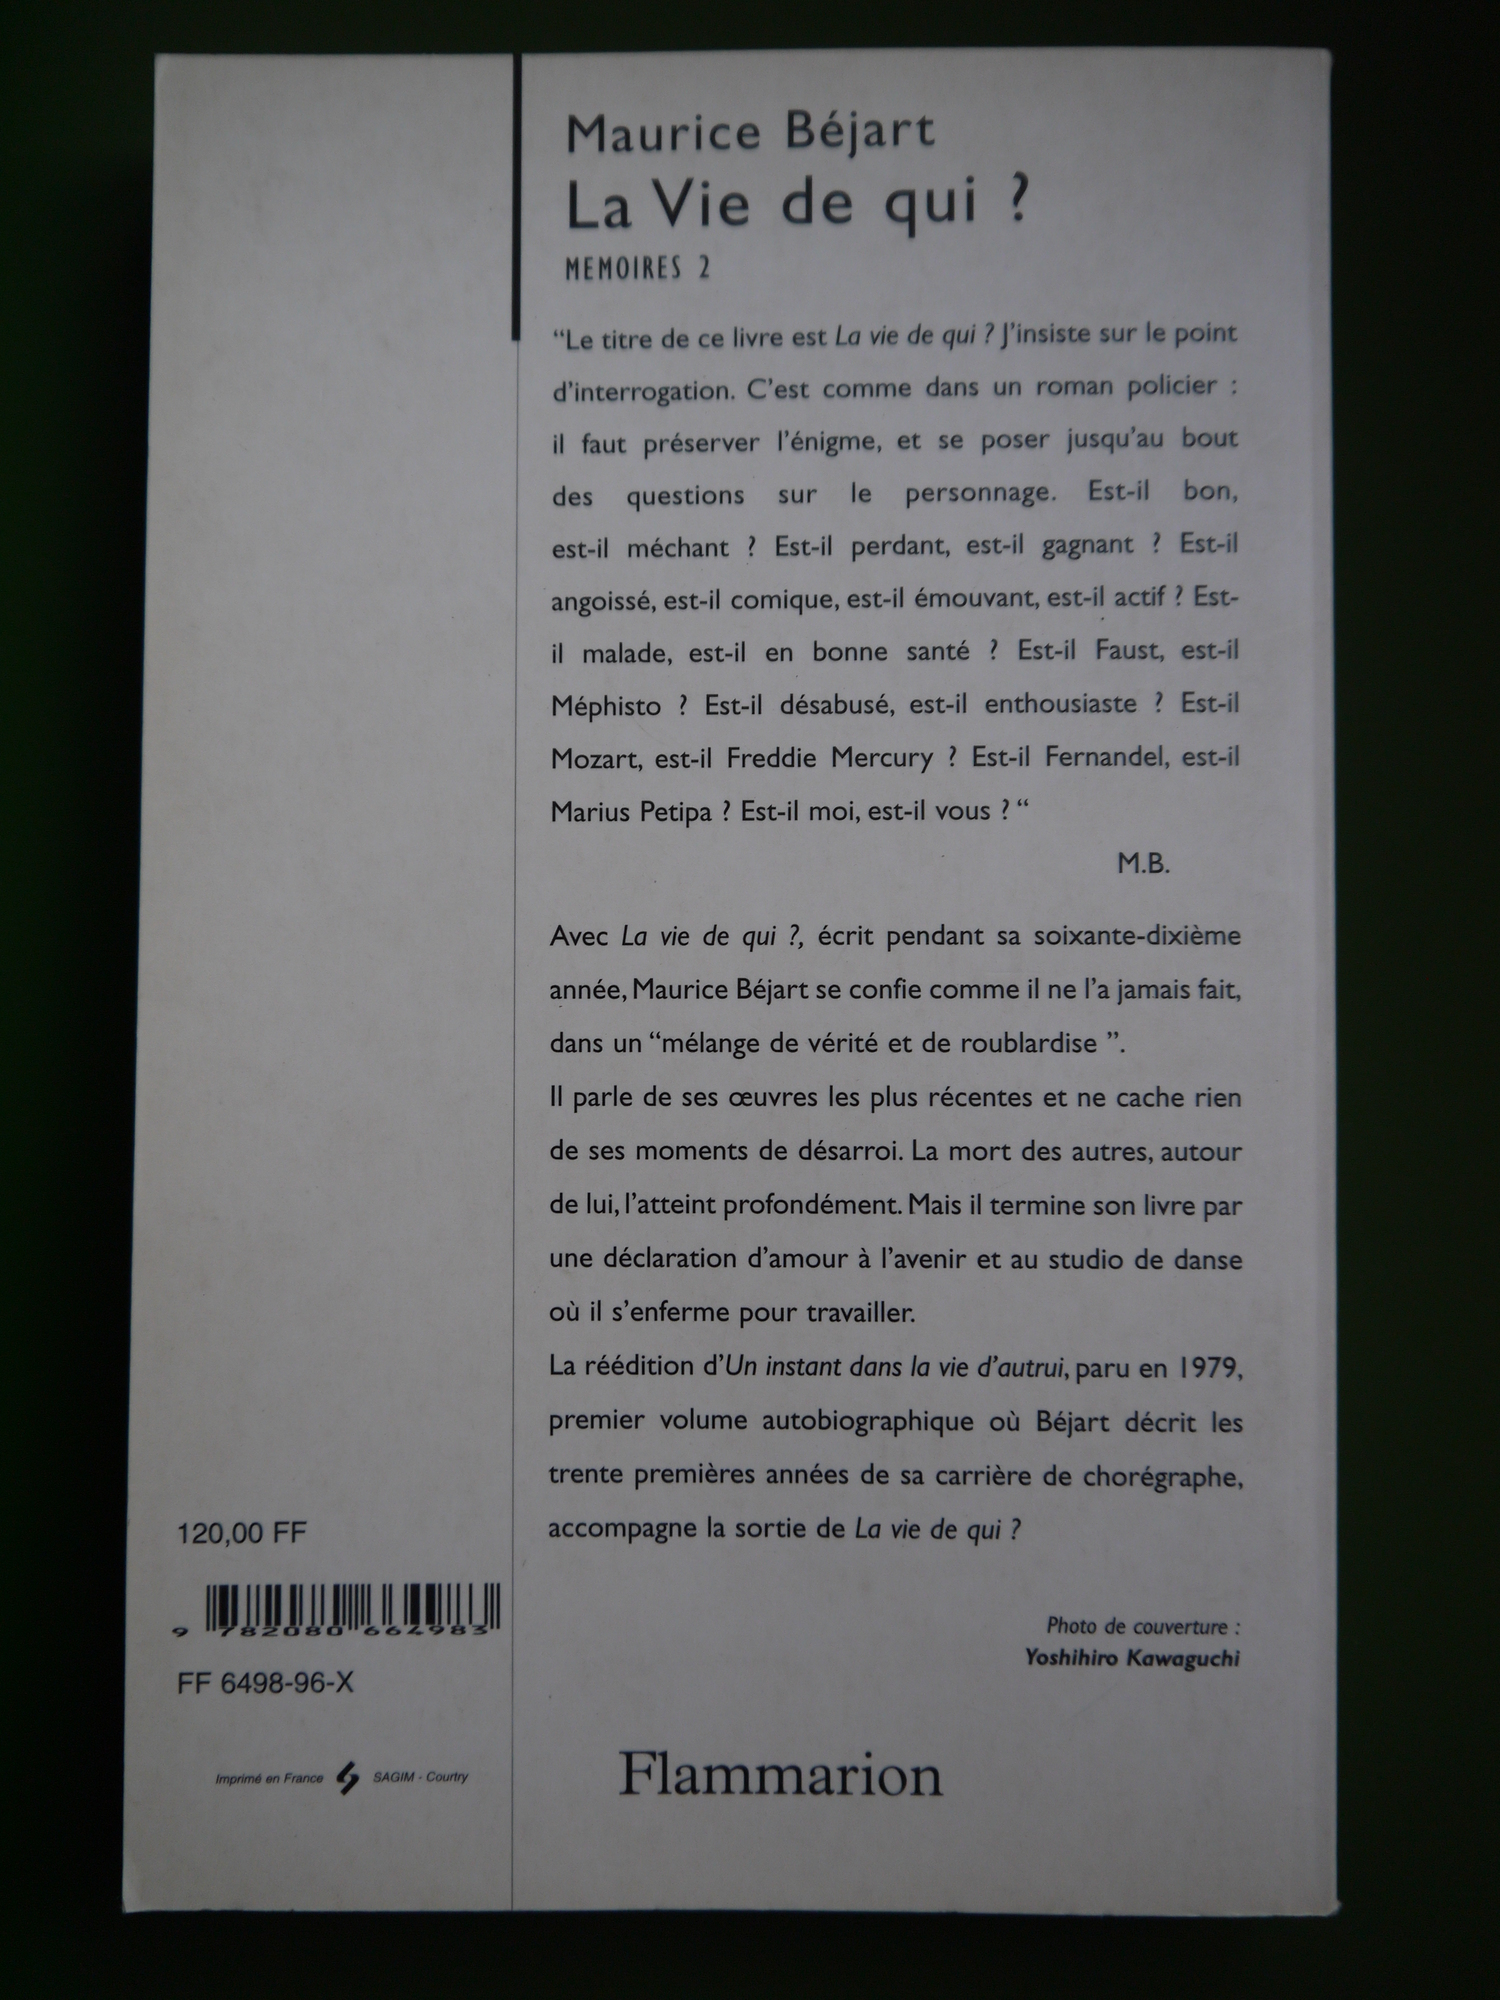 Maurice Béjart
La Vie de qui ?
MEMOIRES 2
“Le titre de ce livre est La vie de qui ? J’insiste sur le point
d’interrogation. C’est comme dans un roman policier :
il faut préserver l’énigme, et se poser jusqu’au bout
des questions sur le personnage. Est-il bon,
est-il méchant ? Est-il perdant, est-il gagnant ? Est-il
angoissé, est-il comique, est-il émouvant, est-il actif ? Est-
il malade, est-il en bonne santé ? Est-il Faust, est-il
Méphisto ? Est-il désabusé, est-il enthousiaste ? Est-il
Mozart, est-il Freddie Mercury ? Est-il Fernandel, est-il
Marius Petipa ? Est-il moi, est-il vous ? “
M.B.
Avec La vie de qui ?, écrit pendant sa soixante-dixième
année, Maurice Béjart se confie comme il ne l’a jamais fait,
dans un “mélange de vérité et de roublardise ”.
Il parle de ses œuvres les plus récentes et ne cache rien
de ses moments de désarroi. La mort des autres, autour
de lui, l’atteint profondément. Mais il termine son livre par
une déclaration d’amour à l’avenir et au studio de danse
où il s’enferme pour travailler.
La réédition d’Un instant dans la vie d’autrui, paru en 1979,
premier volume autobiographique où Béjart décrit les
trente premières années de sa carrière de chorégraphe,
accompagne la sortie de La vie de qui ?
Photo de couverture :
Yoshihiro Kawaguchi
Flammarion
120,00 FF
9 782080 664983
FF 6498-96-X
Imprimé en France SAGIM - Courtry